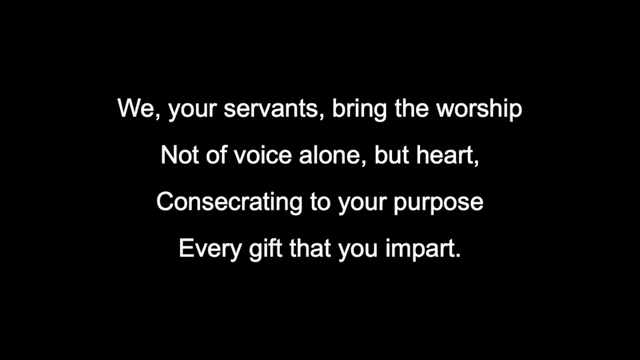 We, your servants, bring the worship
Not of voice alone, but heart,
Consecrating to your purpose
Every gift that you impart.